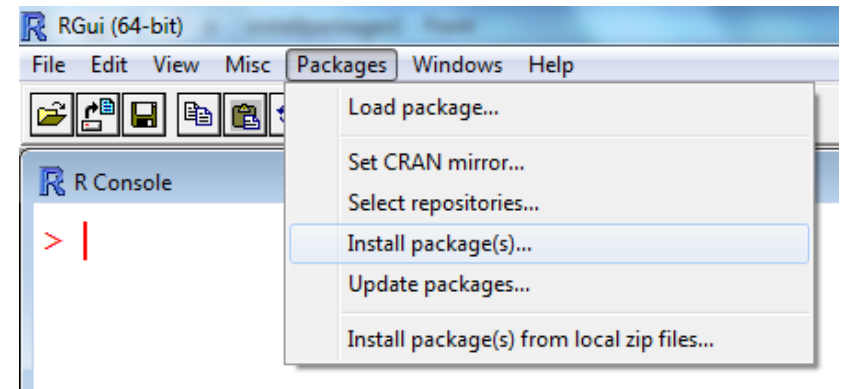 R RGui (64-bit)
File Edit View Misc Packages Windows Help
Load package...
Set CRAN mirror...
Select repositories...
Install package(s)...
Update packages...
Install package(s) from local zip files...
R R Console
>